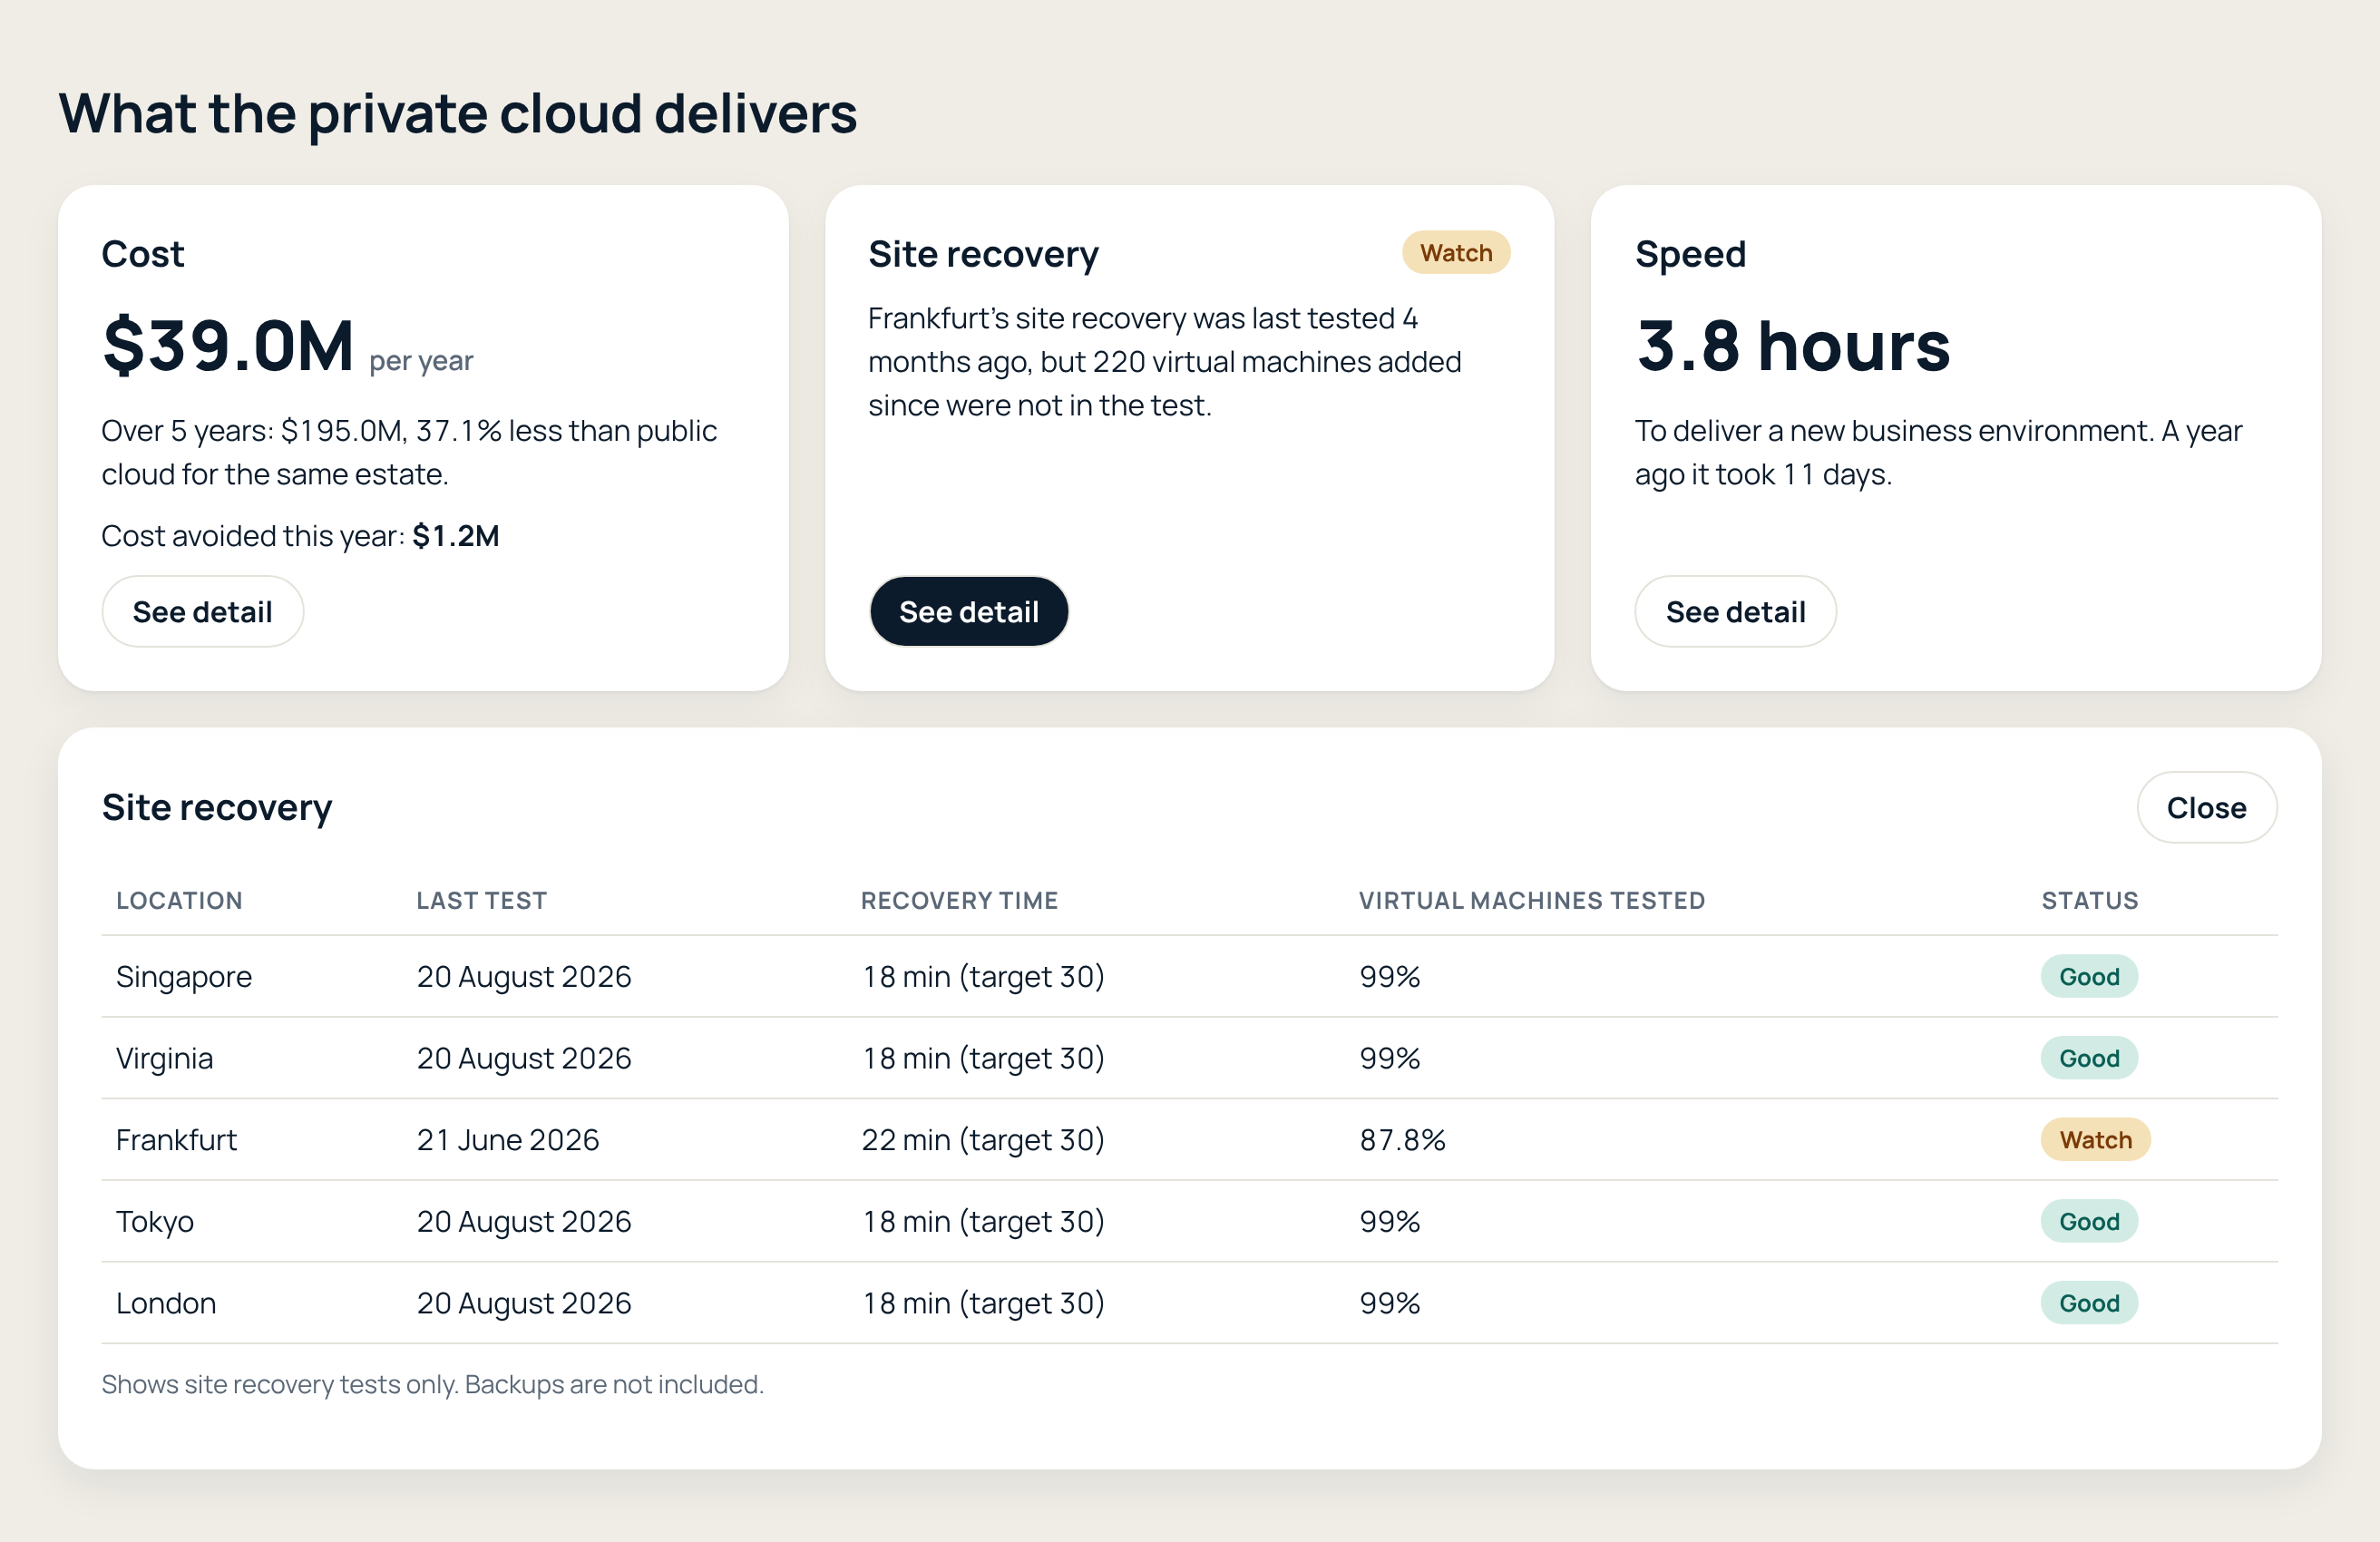 What the private cloud delivers
Cost
$39.0M per year
Over 5 years: $195.0M, 37.1% less than public
cloud for the same estate.
Cost avoided this year: $1.2M
See detail
Site recovery
Watch
Frankfurt’s site recovery was last tested 4
months ago, but 220 virtual machines added
since were not in the test.
See detail
Speed
3.8 hours
To deliver a new business environment. A year
ago it took 11 days.
See detail
Site recovery
Close
LOCATION LAST TEST RECOVERY TIME VIRTUAL MACHINES TESTED STATUS
Singapore 20 August 2026 18 min (target 30) 99% Good
Virginia 20 August 2026 18 min (target 30) 99% Good
Frankfurt 21 June 2026 22 min (target 30) 87.8% Watch
Tokyo 20 August 2026 18 min (target 30) 99% Good
London 20 August 2026 18 min (target 30) 99% Good
Shows site recovery tests only. Backups are not included.